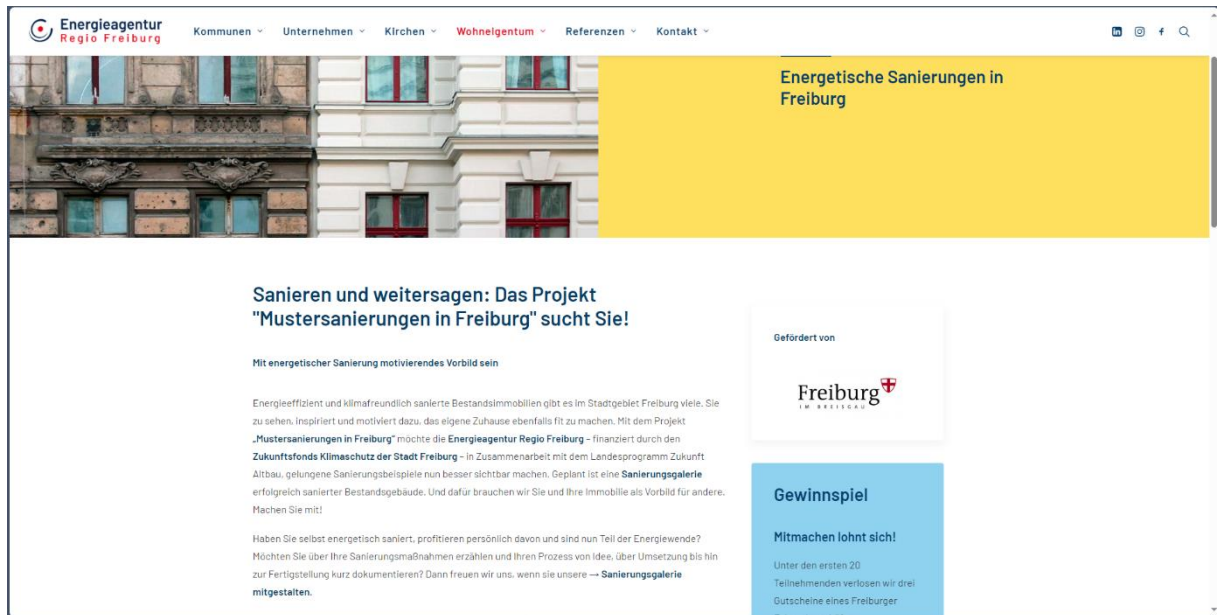 Energieagentur
Regio Freiburg
Kommunen
Unternehmen
Kirchen
Wohneigentum
Referenzen
Kontakt
Energetische Sanierungen in
Freiburg
Sanieren und weitersagen: Das Projekt
"Mustersanierungen in Freiburg" sucht Sie!
Mit energetischer Sanierung motivierendes Vorbild sein
Energieeffizient und klimafreundlich sanierte Bestandsimmobilien gibt es im Stadtgebiet Freiburg viele. Sie
zu sehen, inspiriert und motiviert dazu, das eigene Zuhause ebenfalls fit zu machen. Mit dem Projekt
„Mustersanierungen in Freiburg" möchte die Energieagentur Regio Freiburg – finanziert durch den
Zukunftsfonds Klimaschutz der Stadt Freiburg – in Zusammenarbeit mit dem Landesprogramm Zukunft
Altbau, gelungene Sanierungsbeispiele nun besser sichtbar machen. Geplant ist eine Sanierungsgalerie
erfolgreich sanierter Bestandsgebäude. Und dafür brauchen wir Sie und Ihre Immobilie als Vorbild für andere.
Machen Sie mit!
Haben Sie selbst energetisch saniert, profitieren persönlich davon und sind nun Teil der Energiewende?
Möchten Sie über Ihre Sanierungsmaßnahmen erzählen und Ihren Prozess von Idee, über Umsetzung bis hin
zur Fertigstellung kurz dokumentieren? Dann freuen wir uns, wenn sie unsere → Sanierungsgalerie
mitgestalten.
Gefördert von
Freiburg
IM BREISGAU
Gewinnspiel
Mitmachen lohnt sich!
Unter den ersten 20
Teilnehmenden verlosen wir drei
Gutscheine eines Freiburger